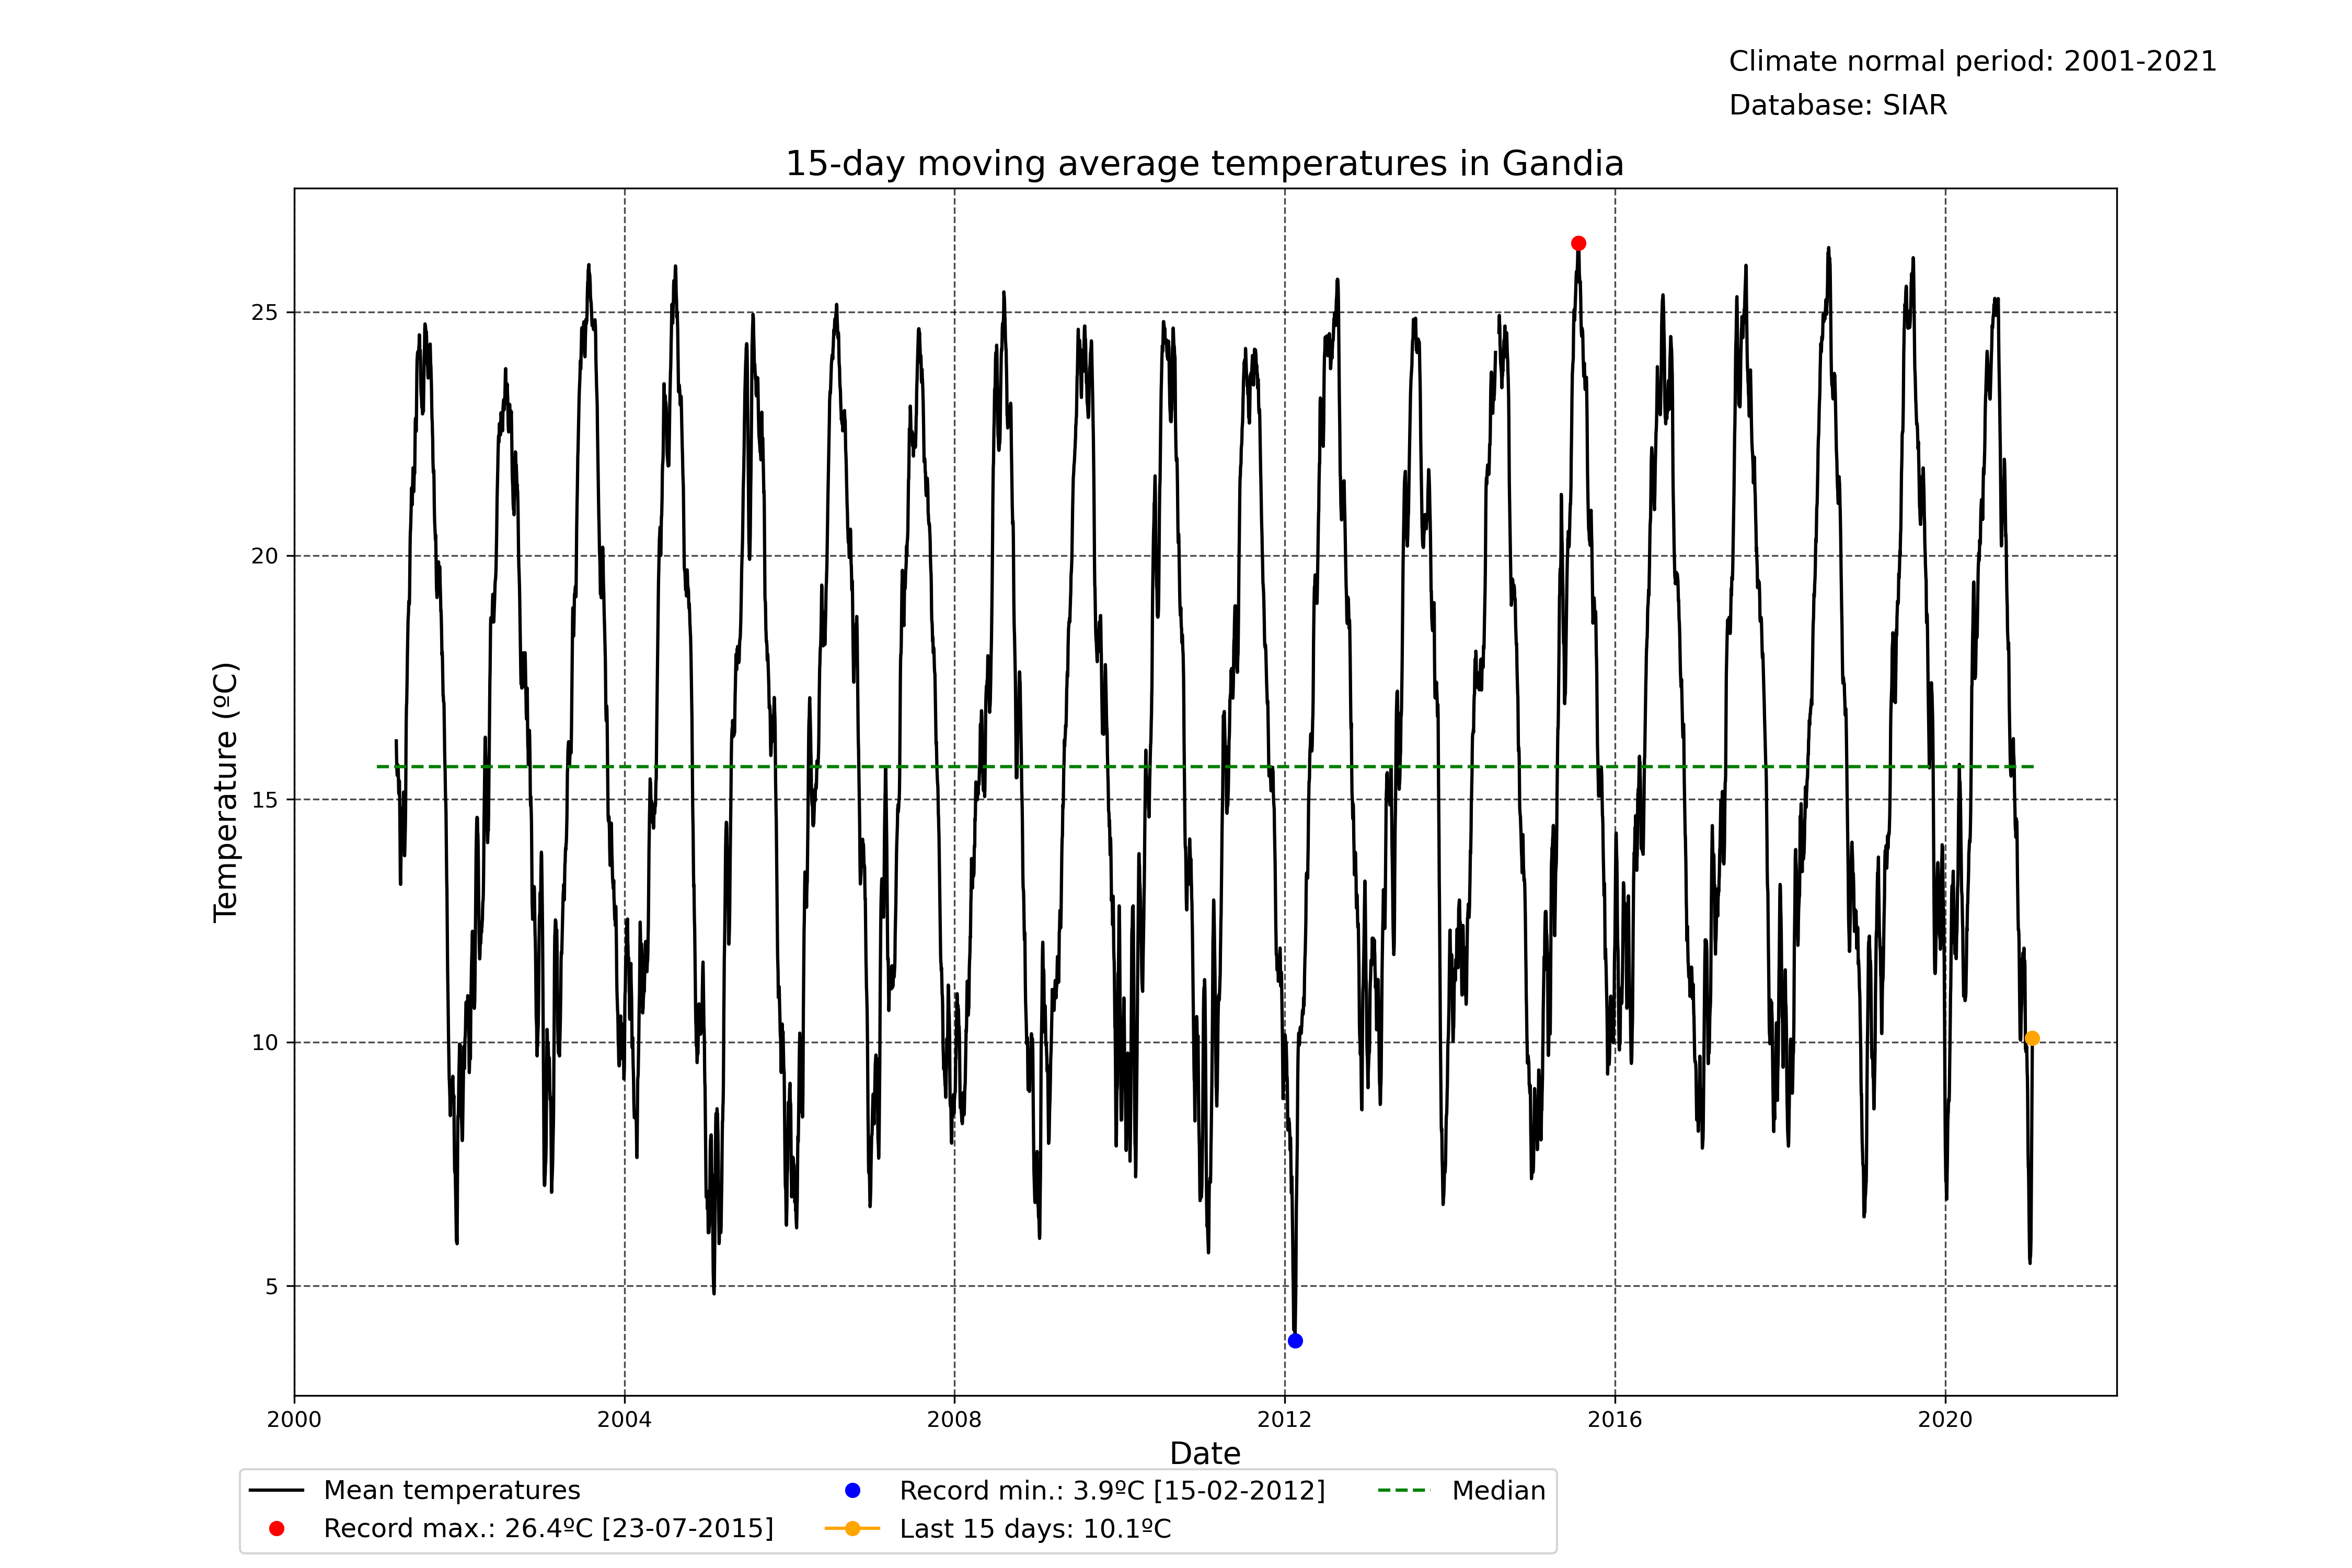 Climate normal period: 2001-2021
Database: SIAR
15-day moving average temperatures in Gandia
Temperature (ºC)
25
20
15
10
5
2000
2004
2008
2012
2016
2020
Date
Mean temperatures
Record max.: 26.4ºC [23-07-2015]
Record min.: 3.9ºC [15-02-2012]
Last 15 days: 10.1ºC
Median